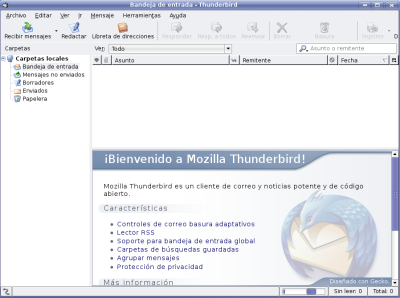 Bandeja de entrada - Thunderbird
Archivo Editar Ver Ir Mensaje Herramientas Ayuda
Recibir mensajes Redactar Libreta de direcciones Responder Resp. a todos Reenviar Borrar Basura Imprimir
Carpetas Ver: Todo Asunto o remitente
Carpetas locales Asunto Remitente Fecha
Bandeja de entrada
Mensajes no enviados
Borradores
Enviados
Papelera
¡Bienvenido a Mozilla Thunderbird!
Mozilla Thunderbird es un cliente de correo y noticias potente y de código
abierto.
Características
Controles de correo basura adaptativos
Lector RSS
Soporte para bandeja de entrada global
Carpetas de búsquedas guardadas
Agrupar mensajes
Protección de privacidad
Más información
Diseñado con Gecko
Sin leer: 0 Total: 0